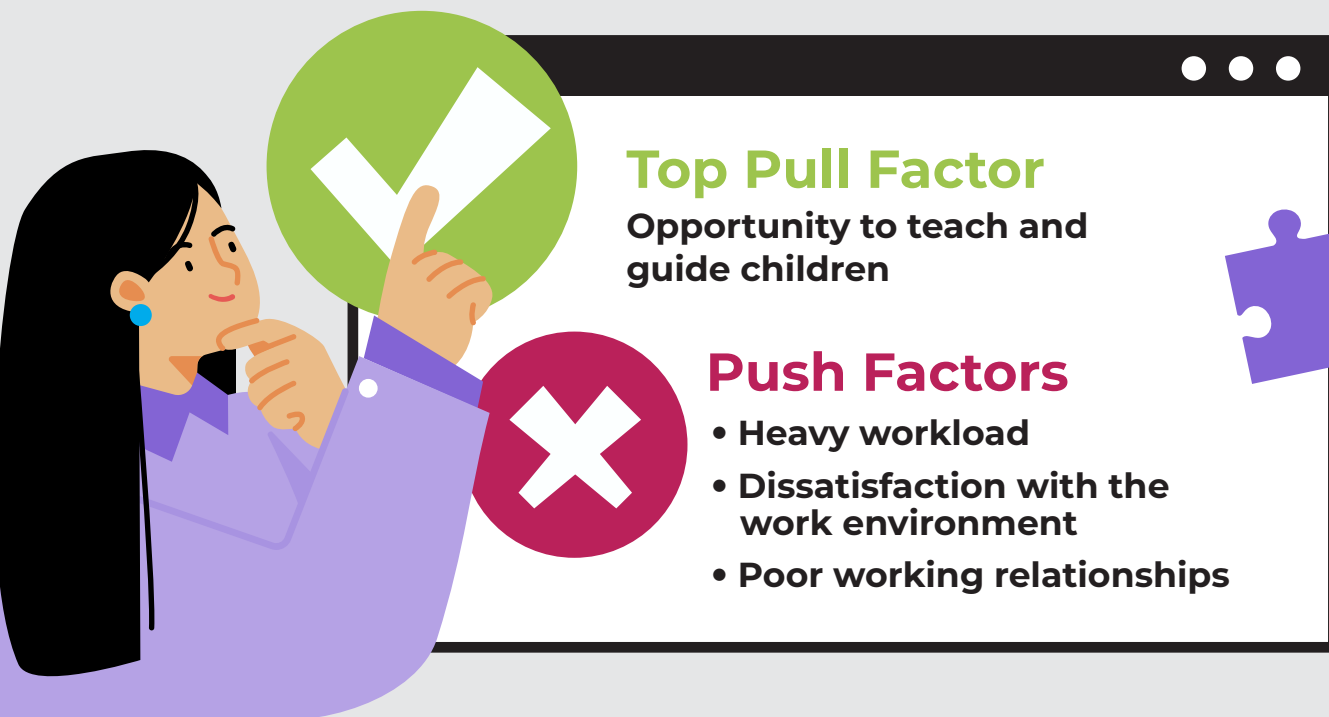 Top Pull Factor
Opportunity to teach and
guide children
Push Factors
• Heavy workload
• Dissatisfaction with the
work environment
• Poor working relationships